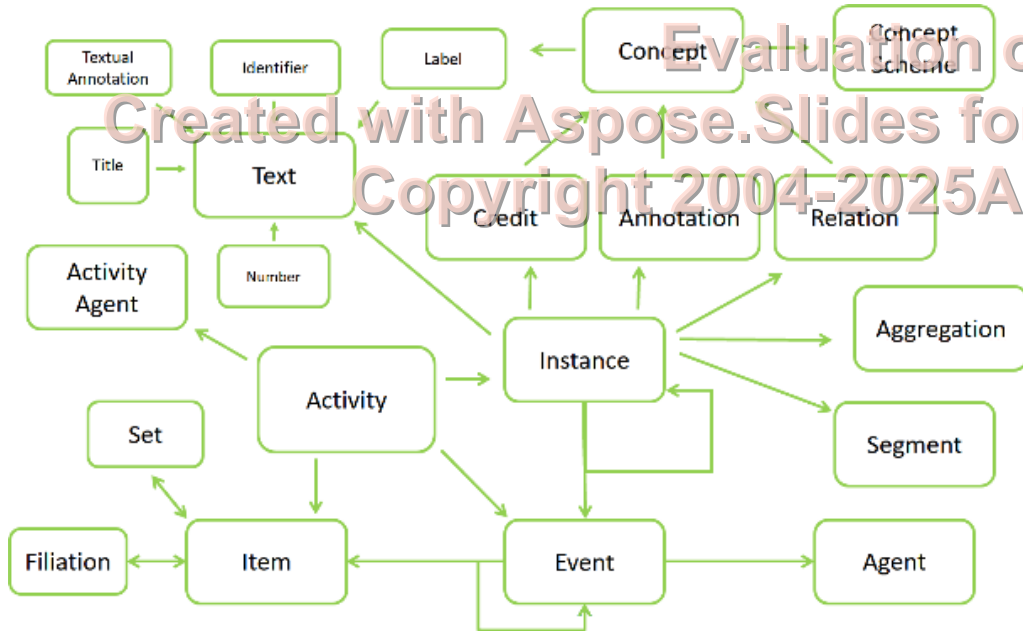 Textual
Annotation
Identifier
Label
Concept
Concept
Scheme
Evaluation o
Created with Aspose.Slides fo
Copyright 2004-2025A
Title
Text
Credit
Annotation
Relation
Activity
Agent
Number
Aggregation
Instance
Activity
Set
Segment
Filiation
Item
Event
Agent